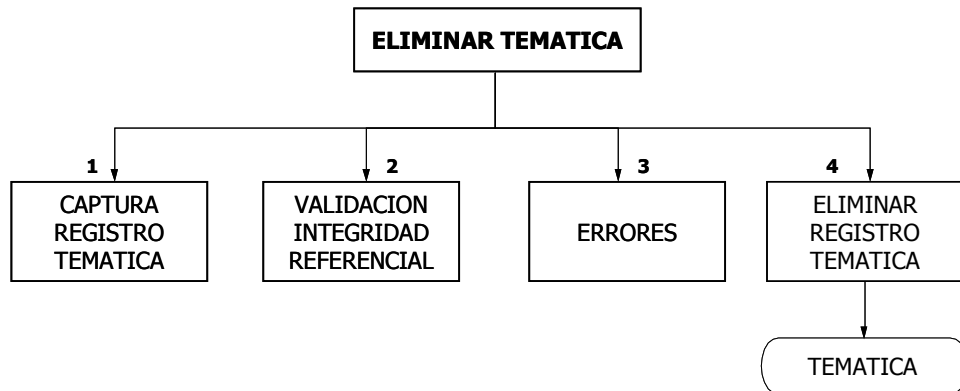 ELIMINAR TEMATICA
1
2
3
4
CAPTURA
REGISTRO
TEMATICA
VALIDACION
INTEGRIDAD
REFERENCIAL
ERRORES
ELIMINAR
REGISTRO
TEMATICA
TEMATICA